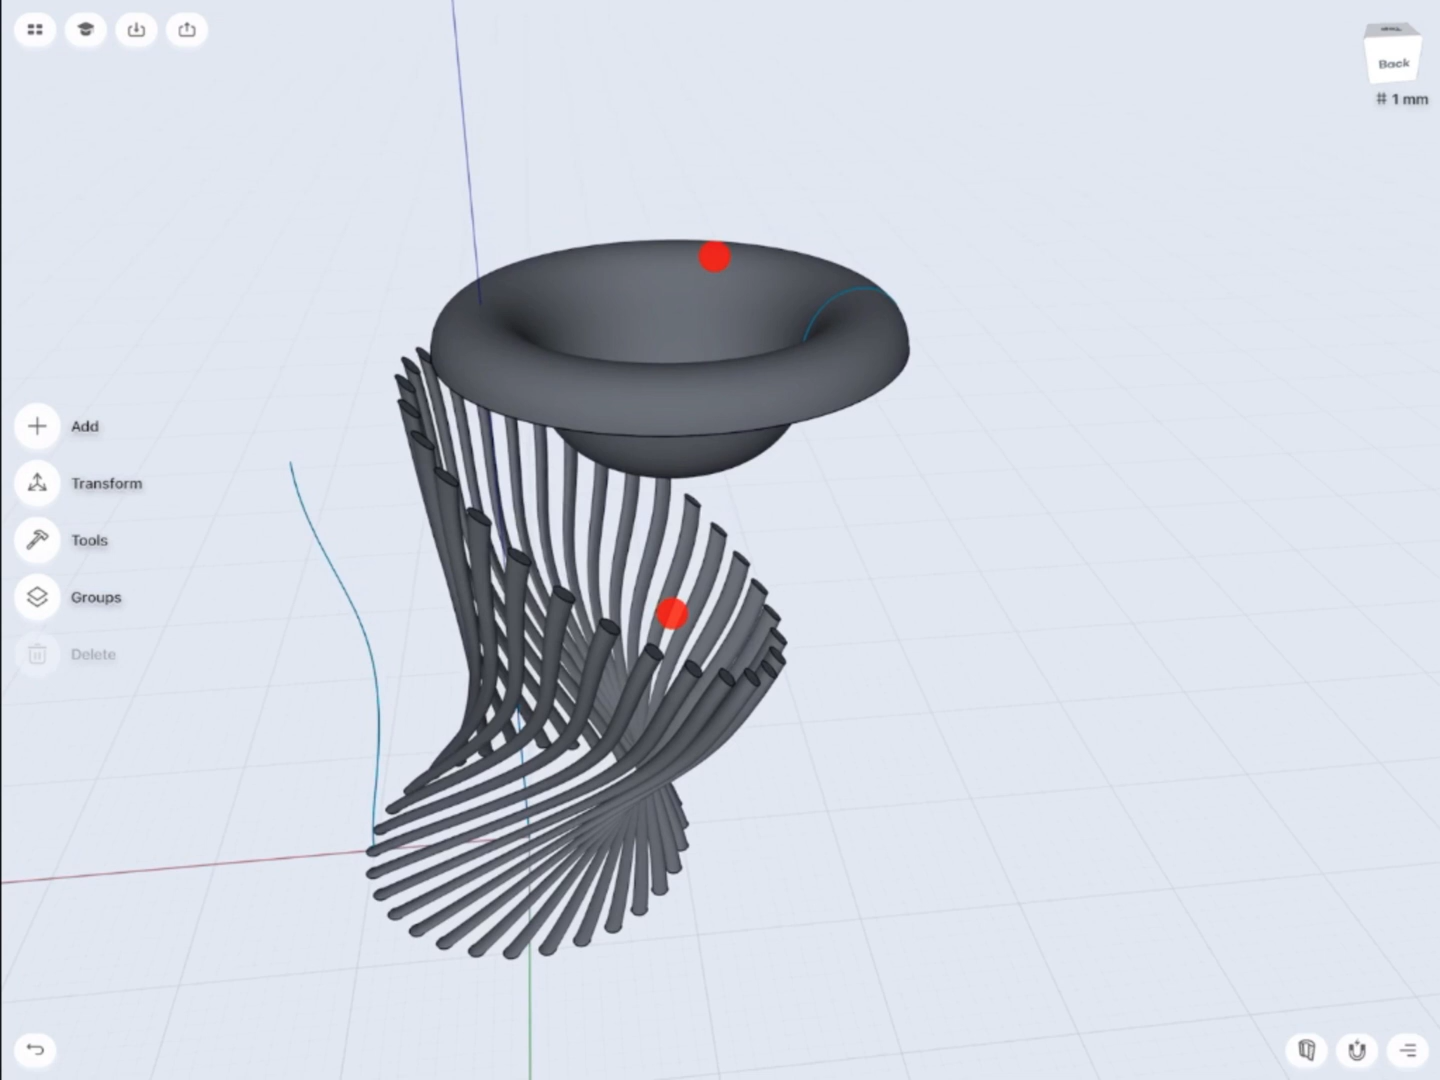 Back
# 1 mm
Add
Transform
Tools
Groups
Delete